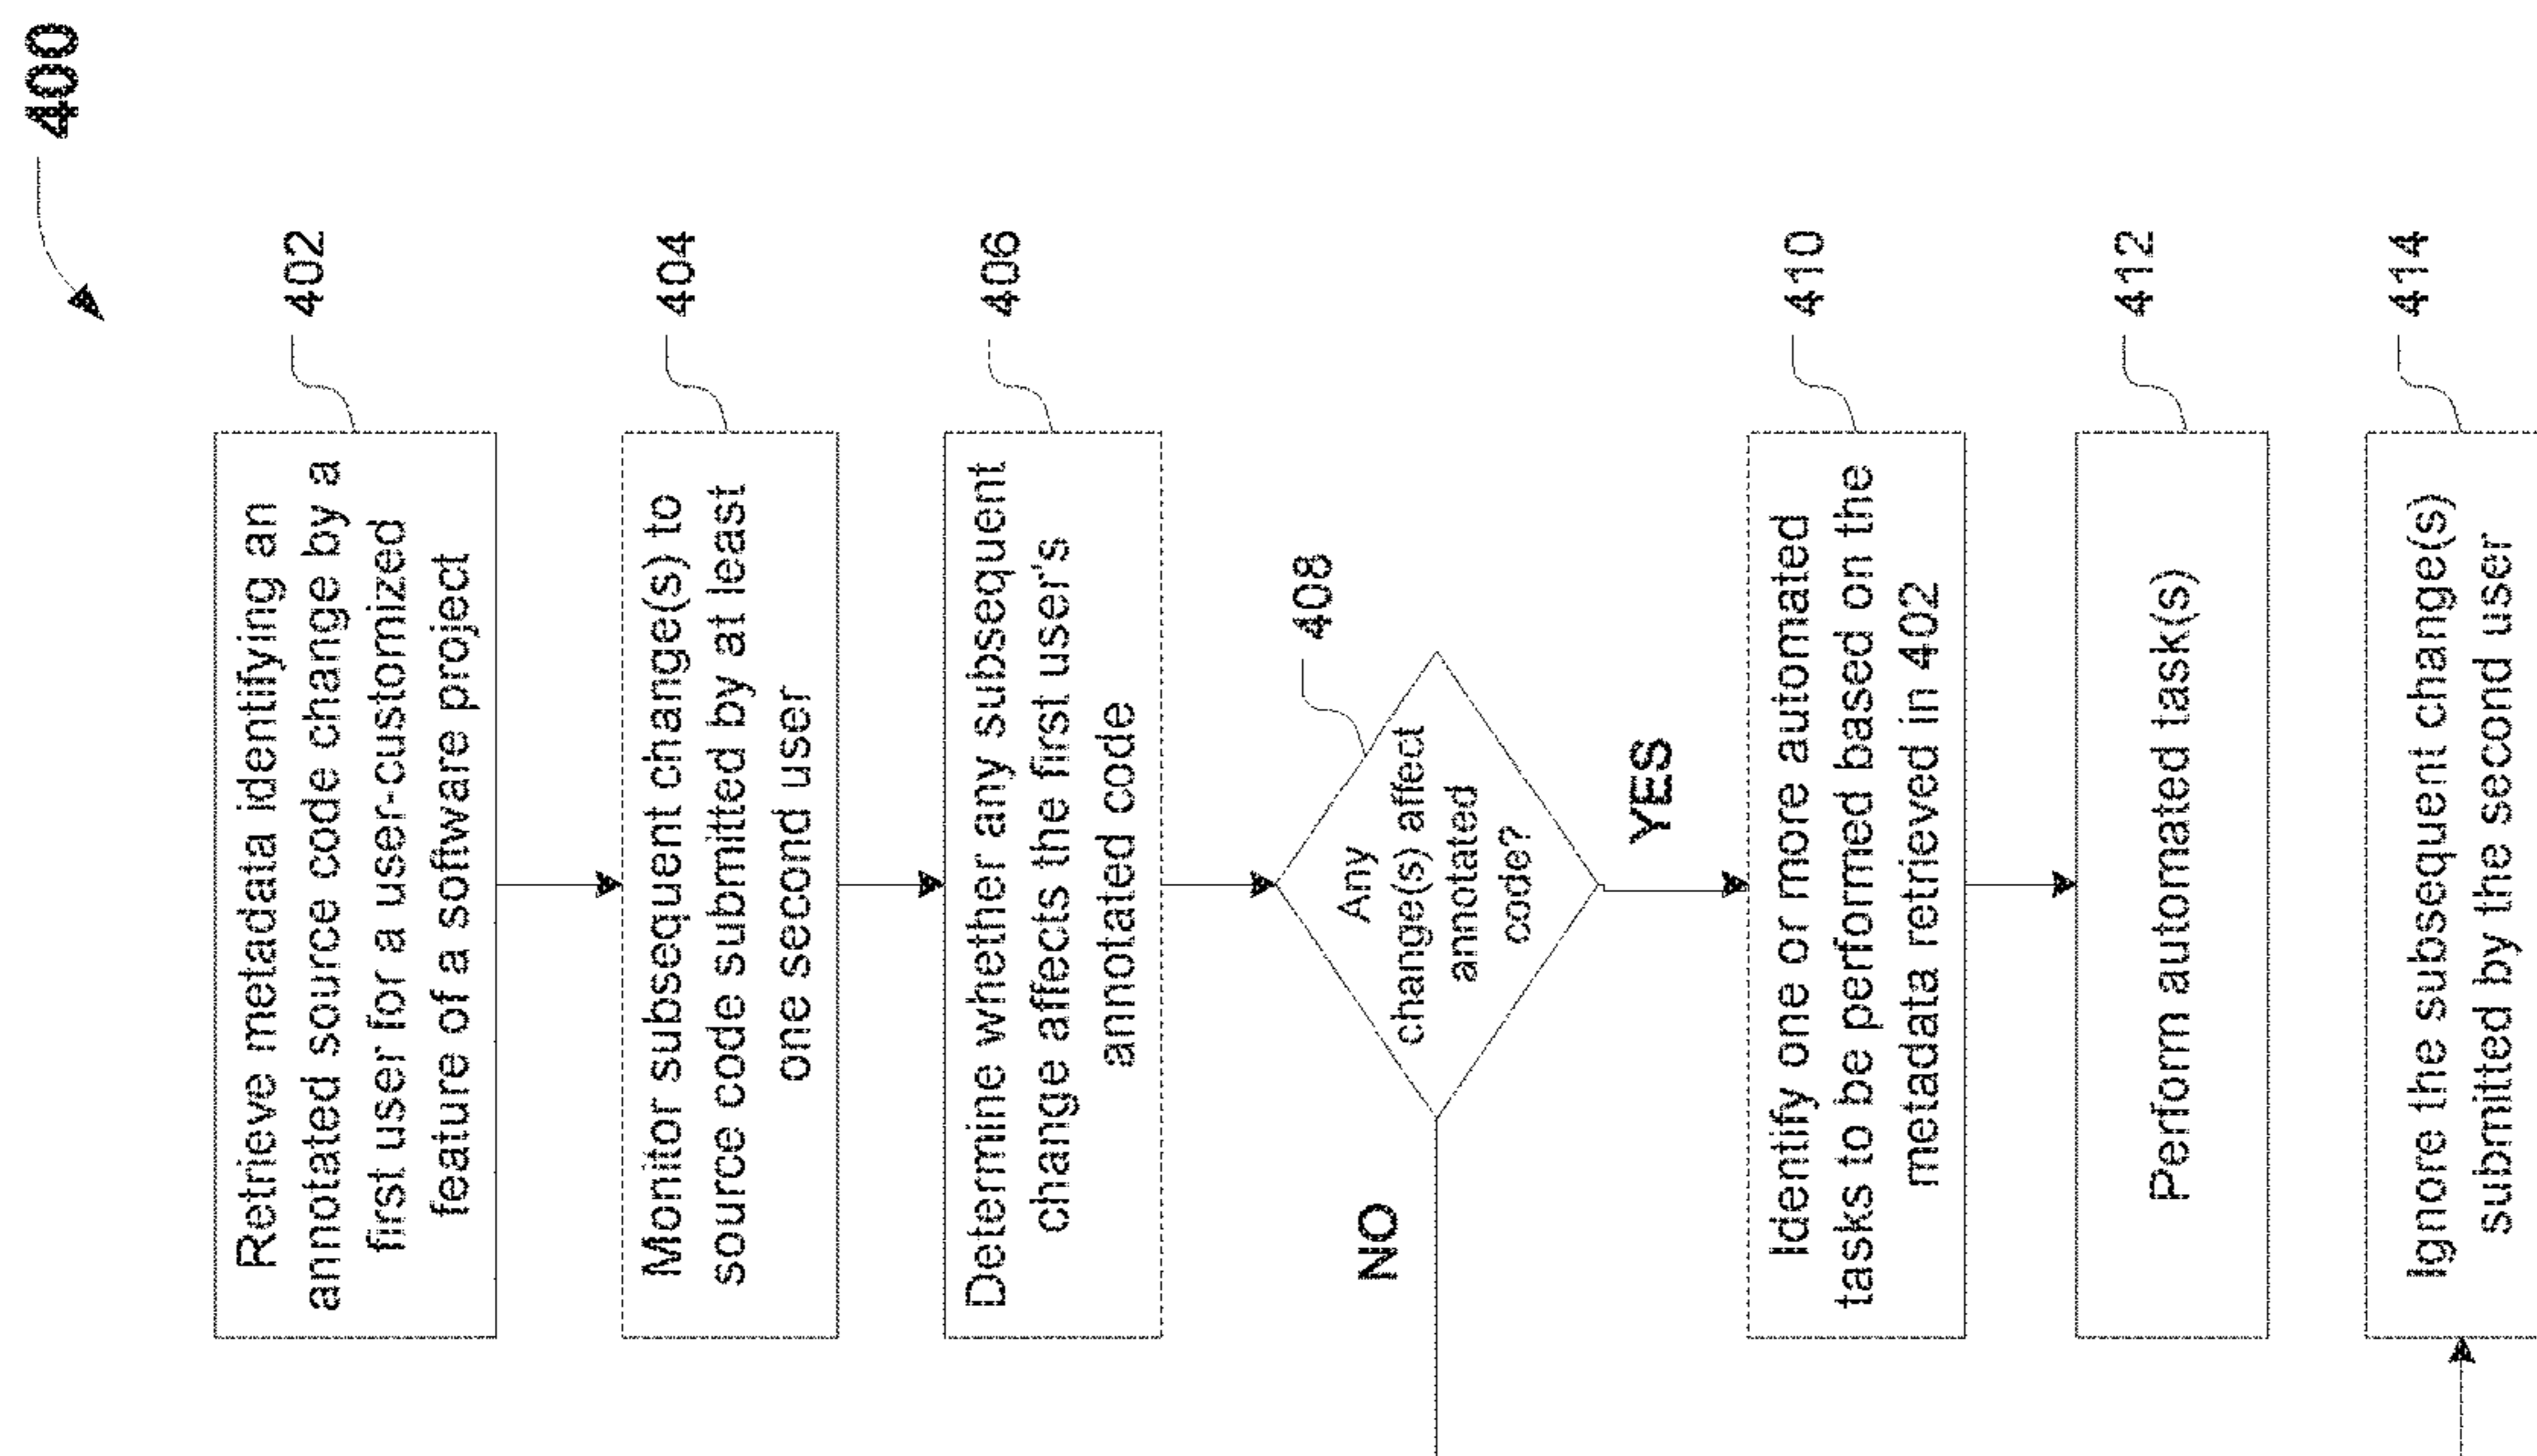 400
Retrieve metadata identifying an
annotated source code change by a
first user for a user-customized
feature of a software project
402
Monitor subsequent change(s) to
source code submitted by at least
one second user
404
Determine whether any subsequent
change affects the first user's
annotated code
406
Any
change(s) affect
annotated
code?
408
NO
YES
Identify one or more automated
tasks to be performed based on the
metadata retrieved in 402
410
Perform automated task(s)
412
Ignore the subsequent change(s)
submitted by the second user
414